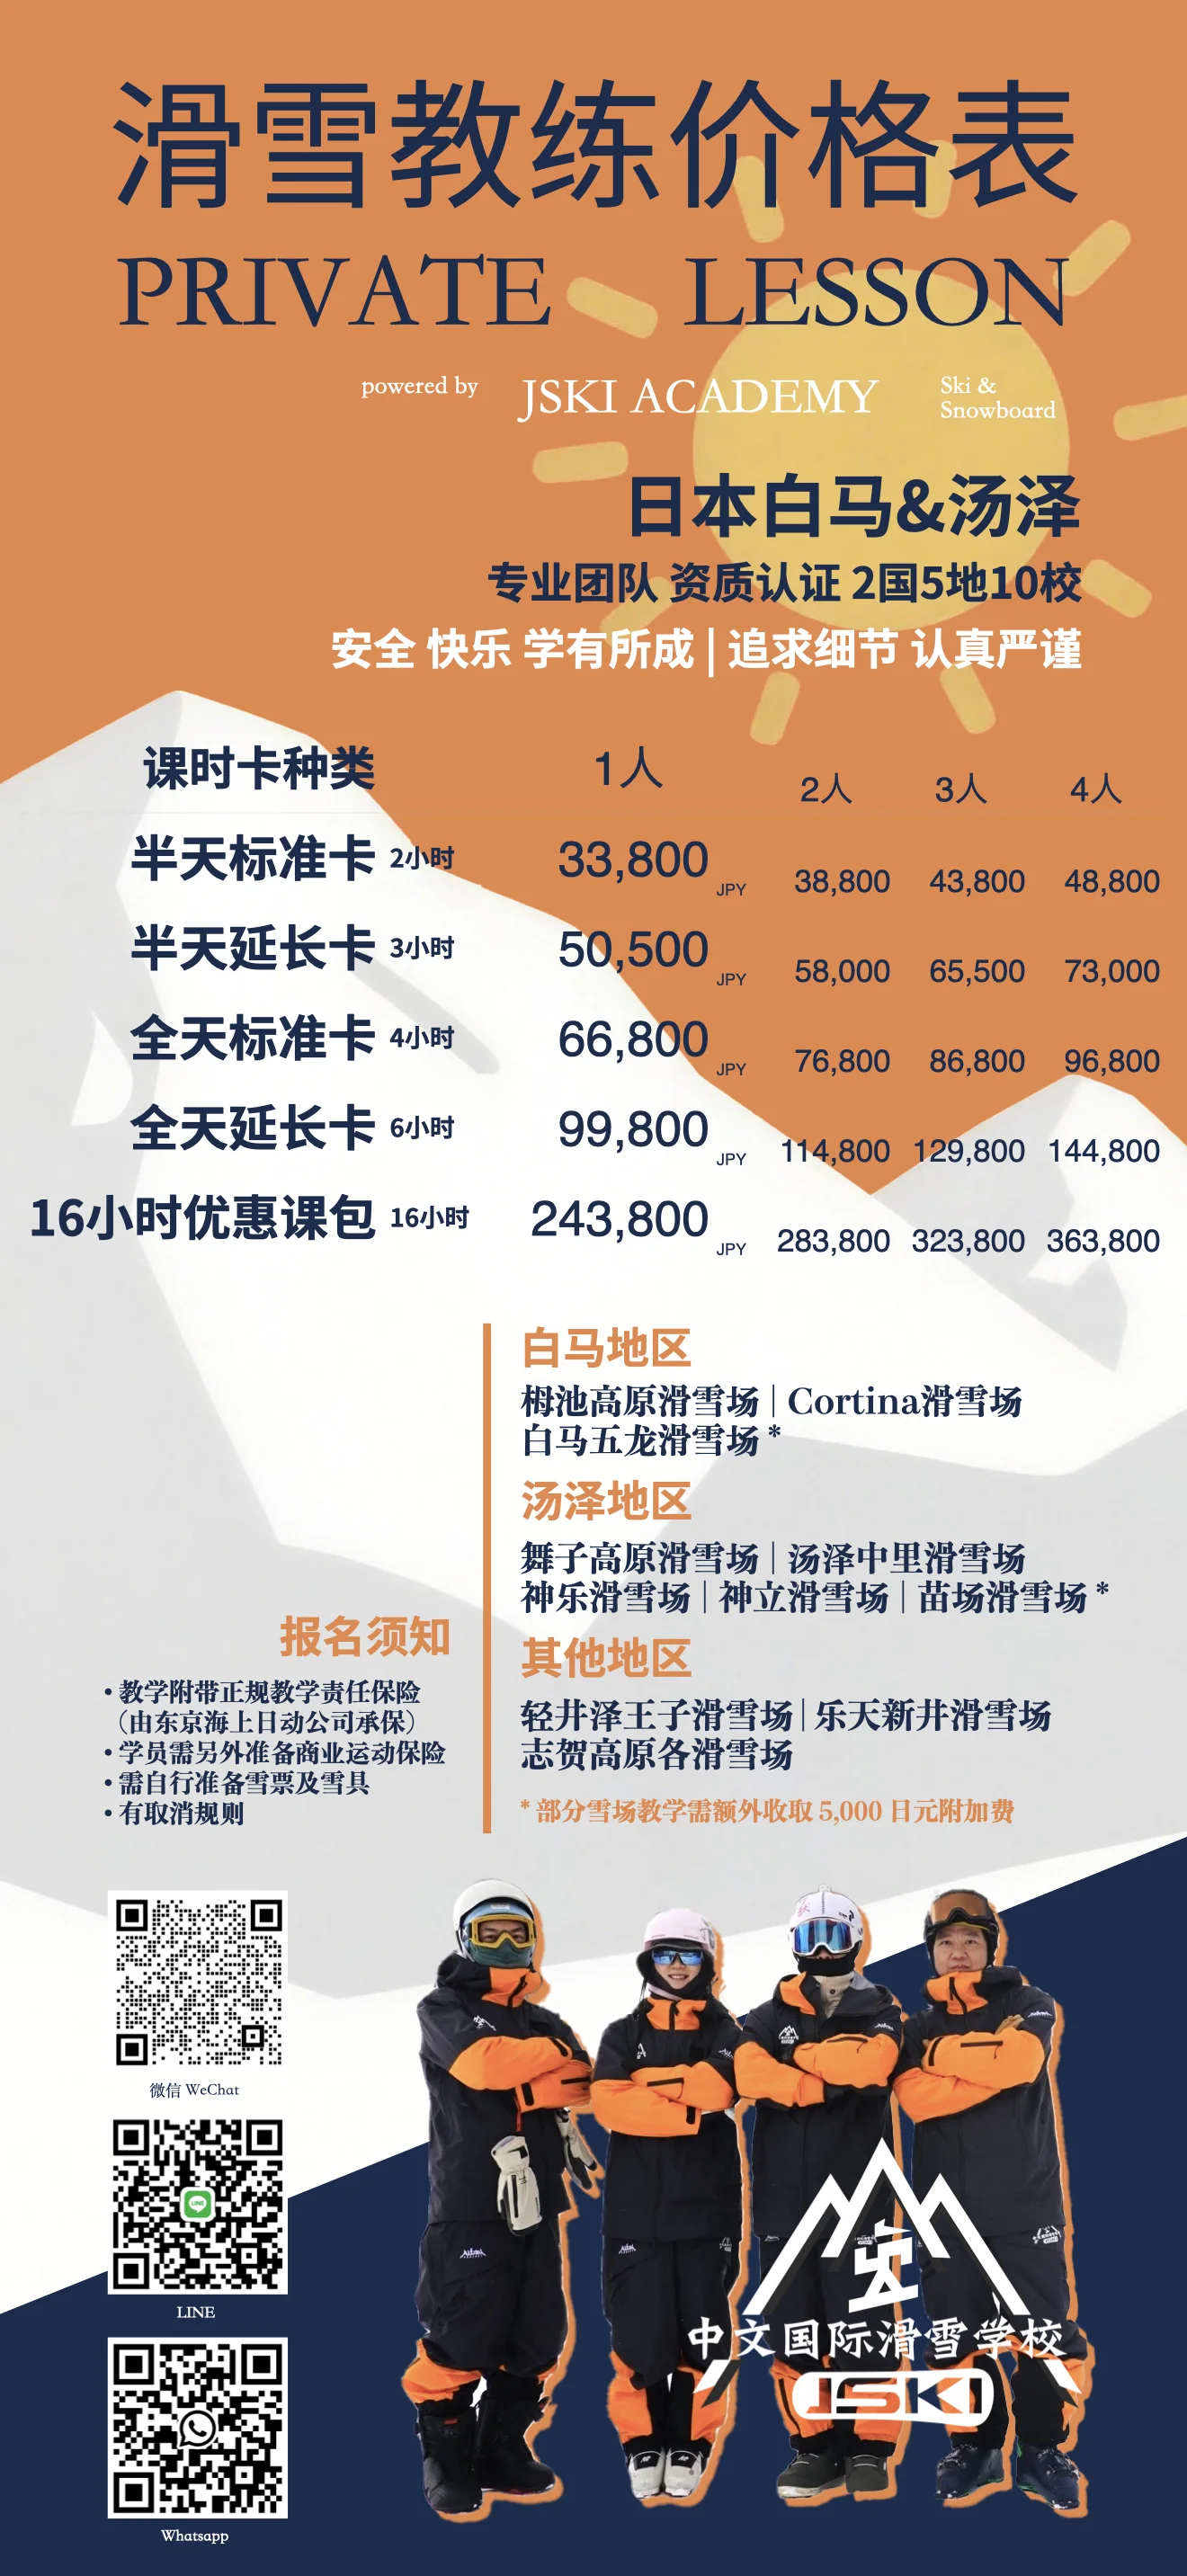 滑雪教练价格表
PRIVATE LESSON
powered by JSKI ACADEMY Ski & Snowboard
日本白马&汤泽
专业团队 资质认证 2国5地10校
安全 快乐 学有所成 | 追求细节 认真严谨
课时卡种类 1人 2人 3人 4人
半天标准卡 2小时 33,800 JPY 38,800 43,800 48,800
半天延长卡 3小时 50,500 JPY 58,000 65,500 73,000
全天标准卡 4小时 66,800 JPY 76,800 86,800 96,800
全天延长卡 6小时 99,800 JPY 114,800 129,800 144,800
16小时优惠课包 16小时 243,800 JPY 283,800 323,800 363,800
白马地区
栂池高原滑雪场 | Cortina滑雪场
白马五龙滑雪场 *
汤泽地区
舞子高原滑雪场 | 汤泽中里滑雪场
神乐滑雪场 | 神立滑雪场 | 苗场滑雪场 *
其他地区
轻井泽王子滑雪场 | 乐天新井滑雪场
志贺高原各滑雪场
* 部分雪场教学需额外收取 5,000 日元附加费
报名须知
• 教学附带正规教学责任保险
（由东京海上日动公司承保）
• 学员需另外准备商业运动保险
• 需自行准备雪票及雪具
• 有取消规则
微信 WeChat
LINE
Whatsapp
中文国际滑雪学校
JSKI